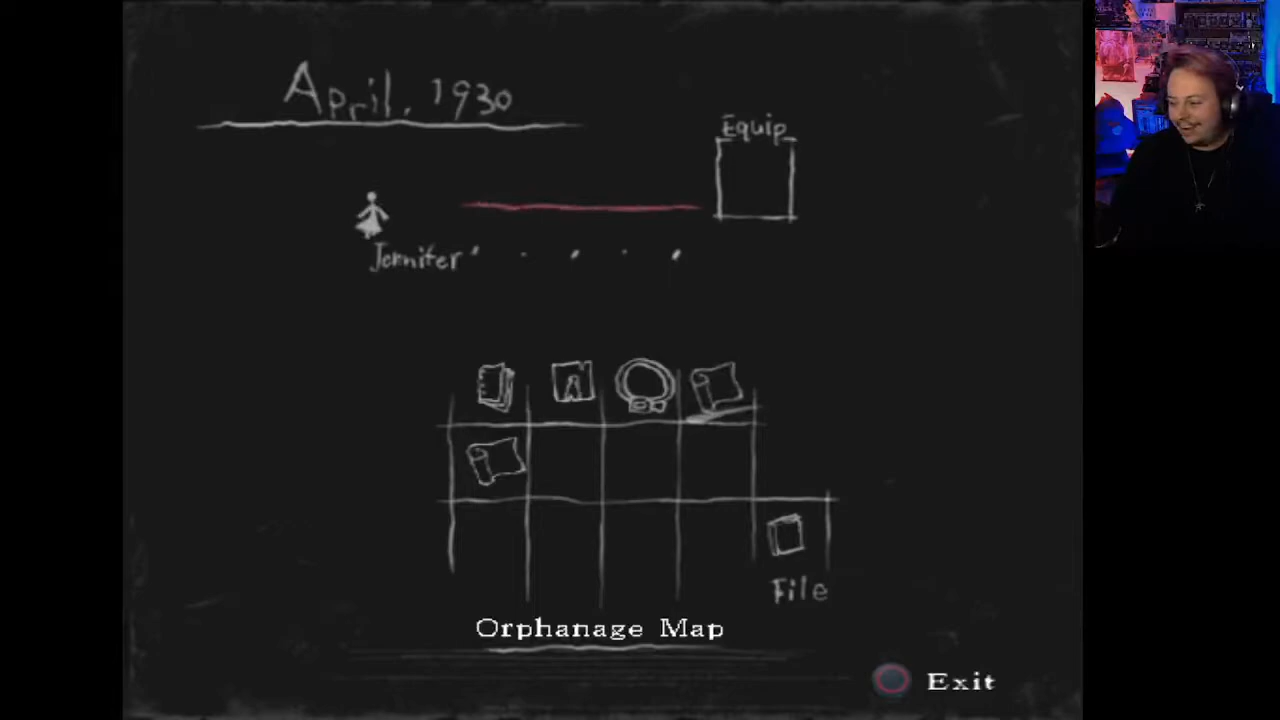 April, 1930
Equip
Jennifer
File
Orphanage Map
Exit